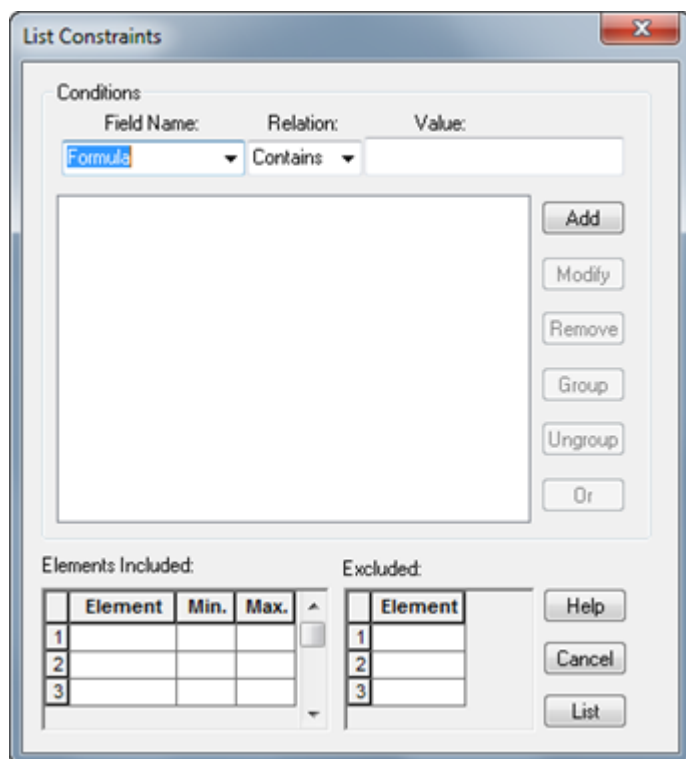 List Constraints
x
Conditions
Field Name: Relation: Value:
Formula Contains
Add
Modify
Remove
Group
Ungroup
Or
Elements Included: Excluded:
Element Min. Max. Element
1 1
2 2
3 3
Help
Cancel
List